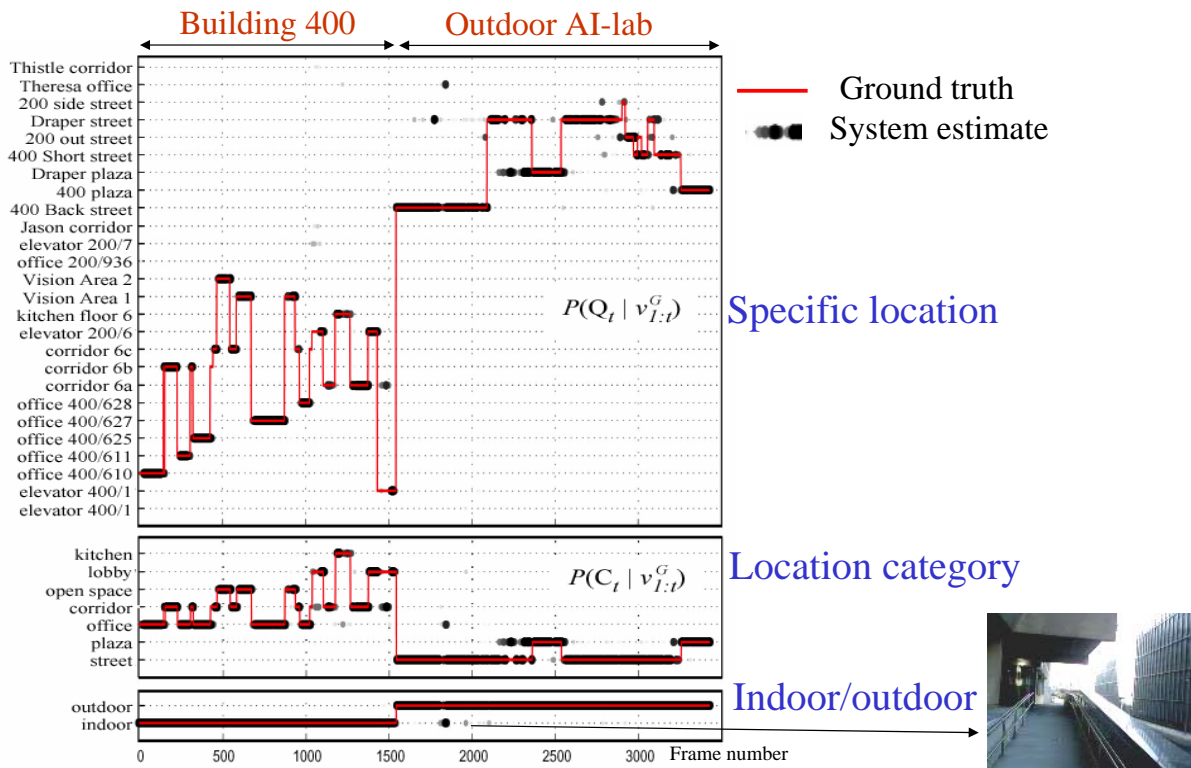 Building 400 Outdoor AI-lab
Thistle corridor
Theresa office
200 side street
Draper street
200 out street
400 Short street
Draper plaza
400 plaza
400 Back street
Jason corridor
elevator 200/7
office 200/936
Vision Area 2
Vision Area 1
kitchen floor 6
elevator 200/6
corridor 6c
corridor 6b
corridor 6a
office 400/628
office 400/627
office 400/625
office 400/611
office 400/610
elevator 400/1
elevator 400/1
Ground truth
System estimate
P(Q_t | v^G_{1:t})
Specific location
kitchen
lobby
open space
corridor
office
plaza
street
P(C_t | v^G_{1:t})
Location category
outdoor
indoor
Indoor/outdoor
0 500 1000 1500 2000 2500 3000
Frame number